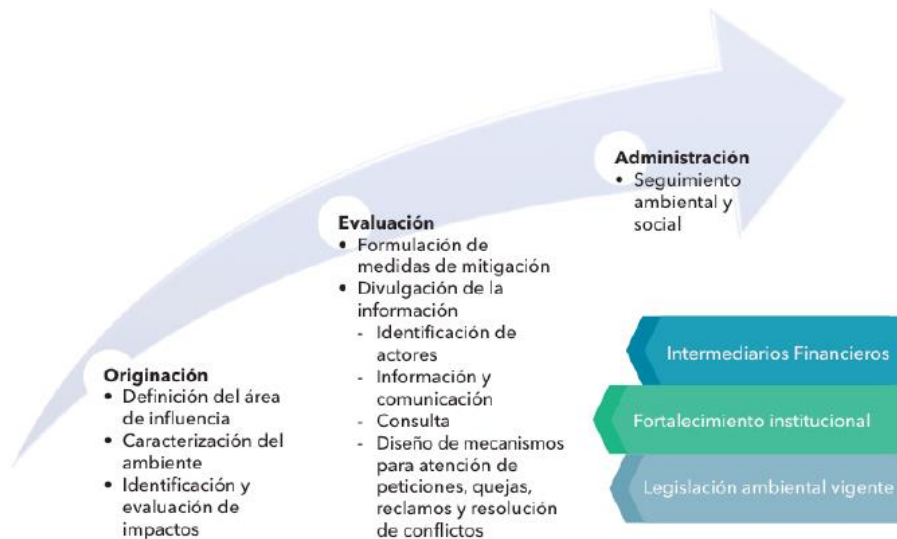 Originación
• Definición del área
de influencia
• Caracterización del
ambiente
• Identificación y
evaluación de
impactos
Evaluación
• Formulación de
medidas de mitigación
• Divulgación de la
información
- Identificación de
actores
- Información y
comunicación
- Consulta
- Diseño de mecanismos
para atención de
peticiones, quejas,
reclamos y resolución
de conflictos
Administración
• Seguimiento
ambiental y
social
Intermediarios Financieros
Fortalecimiento institucional
Legislación ambiental vigente